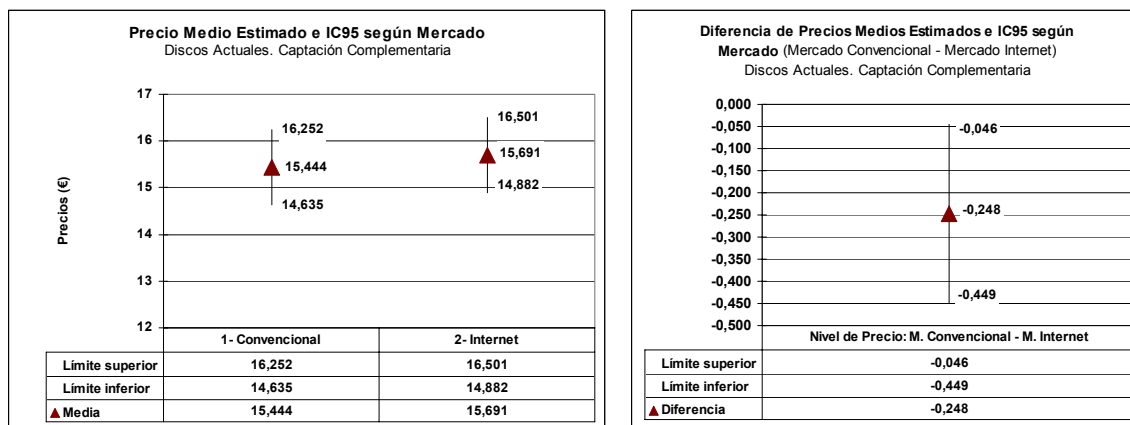 Precio Medio Estimado e IC95 según Mercado
Discos Actuales. Captación Complementaria
Precios (€)
17
16
15
14
13
12
16,252
15,444
14,635
16,501
15,691
14,882
1- Convencional 2- Internet
Límite superior 16,252 16,501
Límite inferior 14,635 14,882
Media 15,444 15,691
Diferencia de Precios Medios Estimados e IC95 según
Mercado (Mercado Convencional - Mercado Internet)
Discos Actuales. Captación Complementaria
0,000
-0,050
-0,100
-0,150
-0,200
-0,250
-0,300
-0,350
-0,400
-0,450
-0,500
-0,046
-0,248
-0,449
Nivel de Precio: M. Convencional - M. Internet
Límite superior -0,046
Límite inferior -0,449
Diferencia -0,248